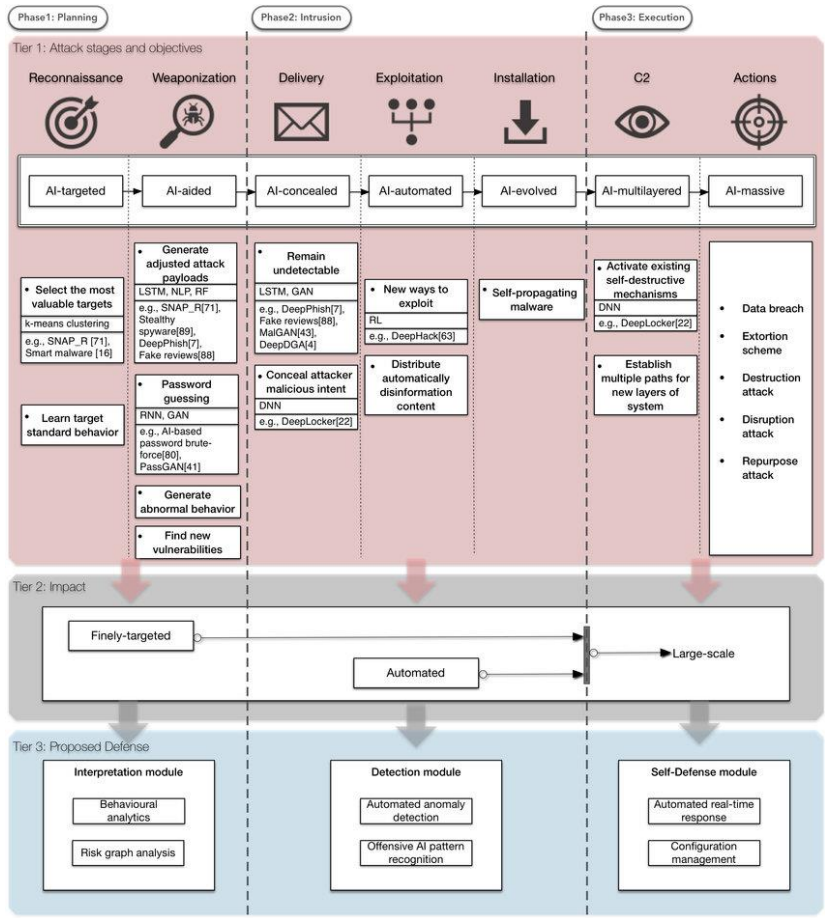 Phase1: Planning
Phase2: Intrusion
Phase3: Execution
Tier 1: Attack stages and objectives
Reconnaissance
Weaponization
Delivery
Exploitation
Installation
C2
Actions
AI-targeted
AI-aided
AI-concealed
AI-automated
AI-evolved
AI-multilayered
AI-massive
• Select the most
valuable targets
k-means clustering
e.g., SNAP_R [71],
Smart malware [16]
• Learn target
standard behavior
• Generate
adjusted attack
payloads
LSTM, NLP, RF
e.g., SNAP_R[71],
Stealthy
spyware[89],
DeepPhish[7],
Fake reviews[88]
• Password
guessing
RNN, GAN
e.g., AI-based
password brute-
force[80],
PassGAN[41]
• Generate
abnormal behavior
• Find new
vulnerabilities
• Remain
undetectable
LSTM, GAN
e.g., DeepPhish[7],
Fake reviews[88],
MalGAN[43],
DeepDGA[4]
• Conceal attacker
malicious intent
DNN
e.g., DeepLocker[22]
• New ways to
exploit
RL
e.g., DeepHack[63]
• Distribute
automatically
disinformation
content
• Self-propagating
malware
• Activate existing
self-destructive
mechanisms
DNN
e.g., DeepLocker[22]
• Establish
multiple paths for
new layers of
system
• Data breach
• Extortion
scheme
• Destruction
attack
• Disruption
attack
• Repurpose
attack
Tier 2: Impact
Finely-targeted
Automated
Large-scale
Tier 3: Proposed Defense
Interpretation module
Behavioural
analytics
Risk graph analysis
Detection module
Automated anomaly
detection
Offensive AI pattern
recognition
Self-Defense module
Automated real-time
response
Configuration
management